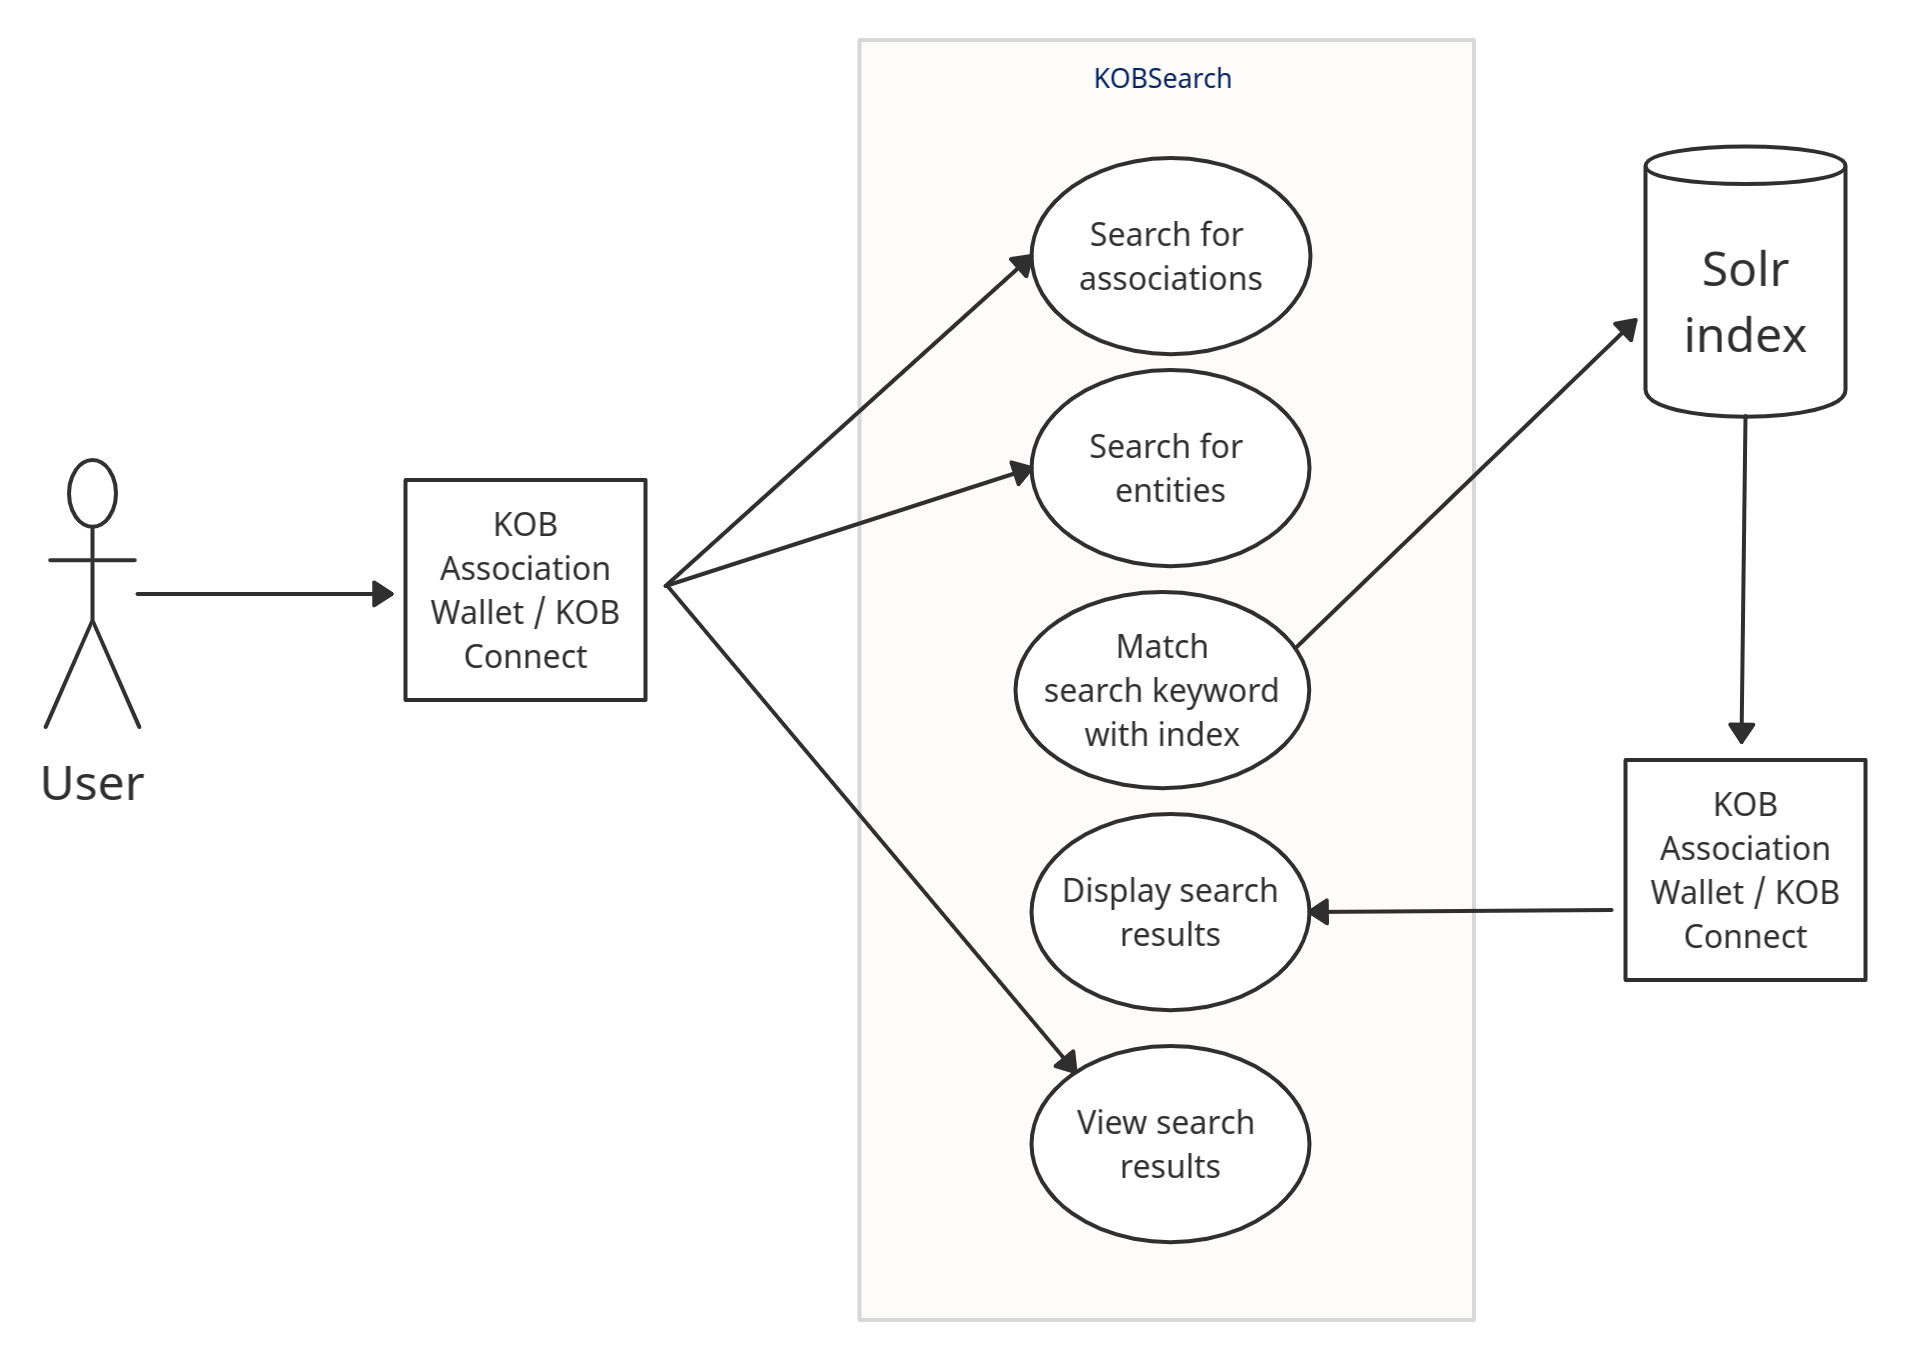 KOBSearch
Search for
associations
Solr
index
Search for
entities
KOB
Association
Wallet / KOB
Connect
Match
search keyword
with index
User
KOB
Association
Wallet / KOB
Connect
Display search
results
View search
results